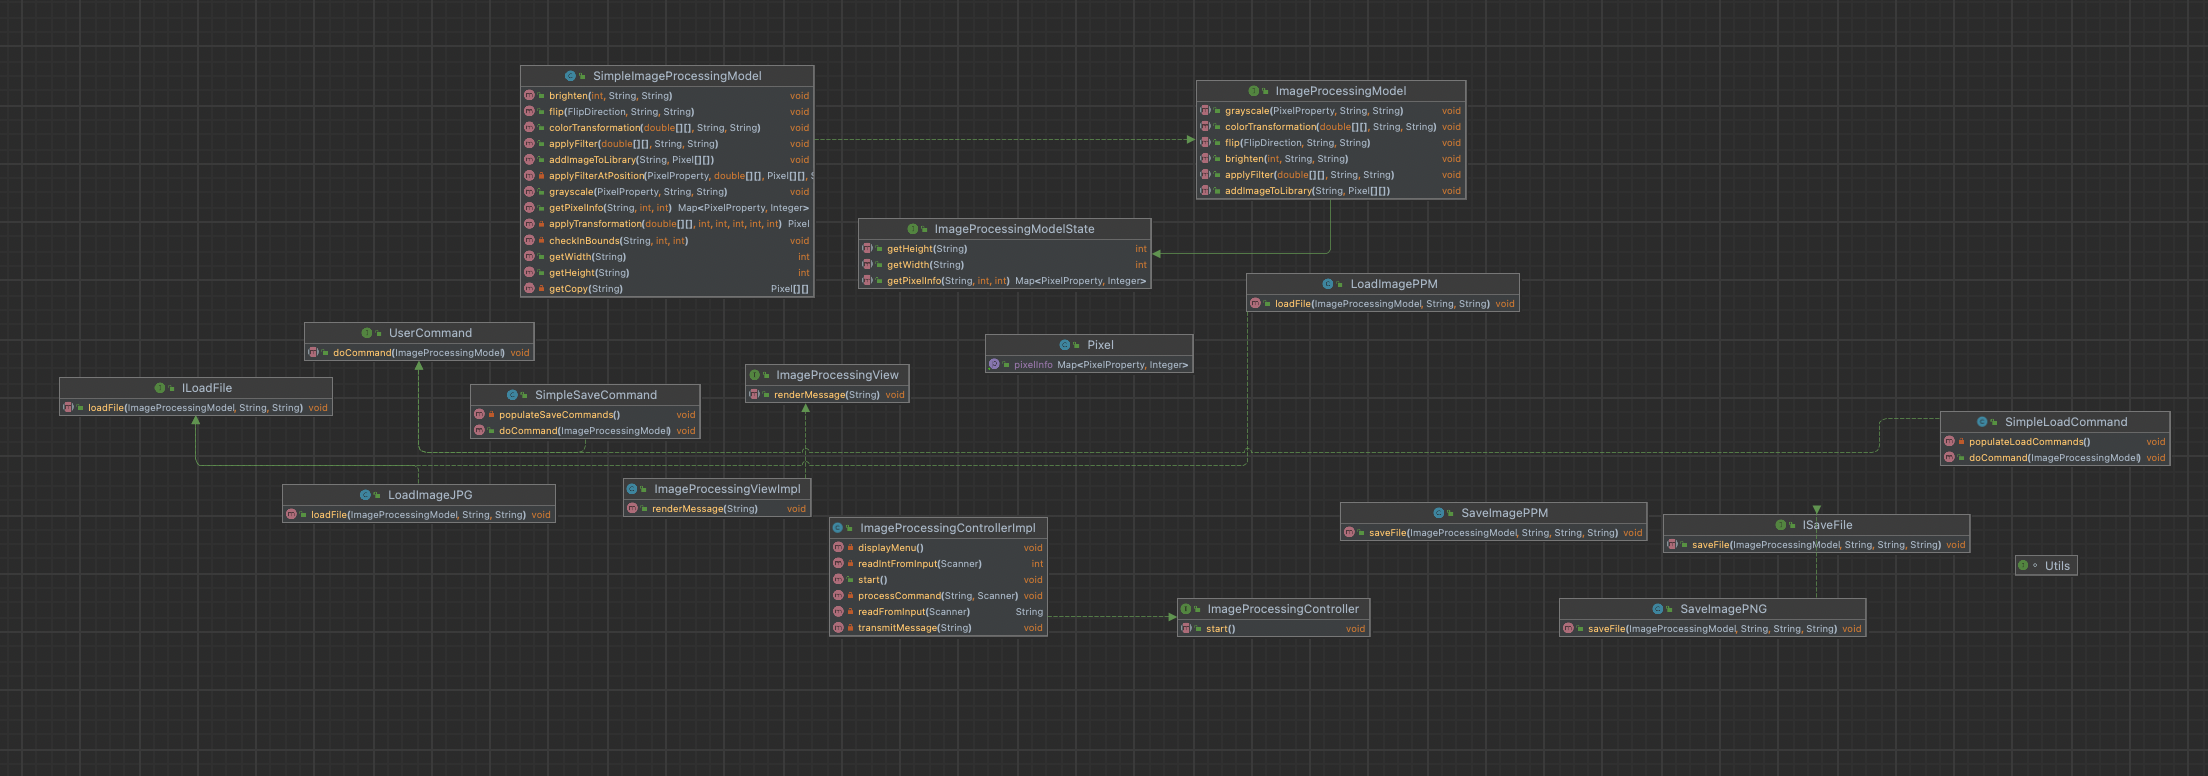 SimpleImageProcessingModel
brighten(int, String, String) void
flip(FlipDirection, String, String) void
colorTransformation(double[][], String, String) void
applyFilter(double[][], String, String) void
addImageToLibrary(String, Pixel[][]) void
applyFilterAtPosition(PixelProperty, double[][], Pixel[][],
grayscale(PixelProperty, String, String) void
getPixelInfo(String, int, int) Map<PixelProperty, Integer>
applyTransformation(double[][], int, int, int, int, int) Pixel
checkInBounds(String, int, int) void
getWidth(String) int
getHeight(String) int
getCopy(String) Pixel[][]
ImageProcessingModel
grayscale(PixelProperty, String, String) void
colorTransformation(double[][], String, String) void
flip(FlipDirection, String, String) void
brighten(int, String, String) void
applyFilter(double[][], String, String) void
addImageToLibrary(String, Pixel[][]) void
ImageProcessingModelState
getHeight(String) int
getWidth(String) int
getPixelInfo(String, int, int) Map<PixelProperty, Integer>
LoadImagePPM
loadFile(ImageProcessingModel, String, String) void
UserCommand
doCommand(ImageProcessingModel) void
Pixel
pixelInfo Map<PixelProperty, Integer>
ImageProcessingView
renderMessage(String) void
ILoadFile
loadFile(ImageProcessingModel, String, String) void
SimpleSaveCommand
populateSaveCommands() void
doCommand(ImageProcessingModel) void
SimpleLoadCommand
populateLoadCommands() void
doCommand(ImageProcessingModel) void
LoadImageJPG
loadFile(ImageProcessingModel, String, String) void
ImageProcessingViewImpl
renderMessage(String) void
SaveImagePPM
saveFile(ImageProcessingModel, String, String, String) void
ISaveFile
saveFile(ImageProcessingModel, String, String, String) void
ImageProcessingControllerImpl
displayMenu() void
readIntFromInput(Scanner) int
start() void
processCommand(String, Scanner) void
readFromInput(Scanner) String
transmitMessage(String) void
Utils
ImageProcessingController
start() void
SaveImagePNG
saveFile(ImageProcessingModel, String, String, String) void